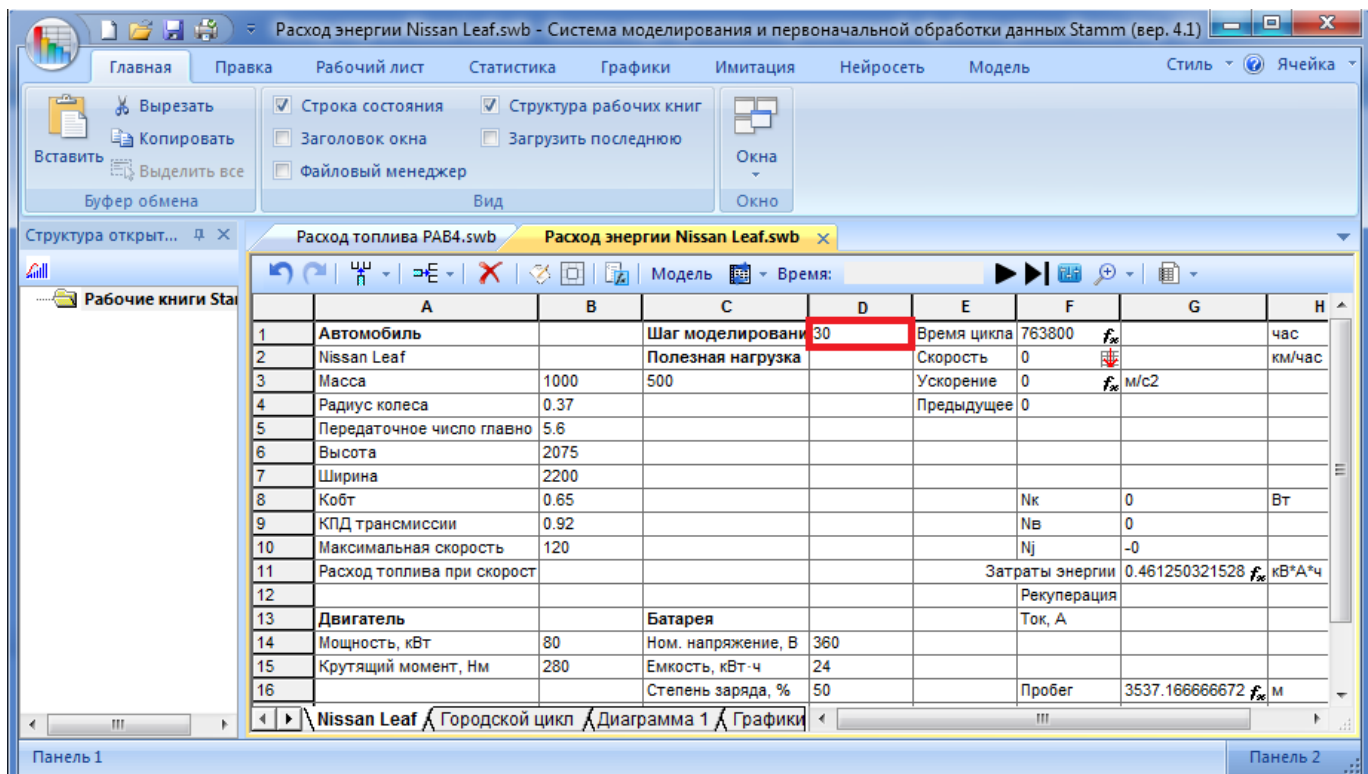 Расход энергии Nissan Leaf.swb - Система моделирования и первоначальной обработки данных Stamm (вер. 4.1)
Главная Правка Рабочий лист Статистика Графики Имитация Нейросеть Модель Стиль Ячейка
Вырезать Строка состояния Структура рабочих книг
Копировать Заголовок окна Загрузить последнюю
Вставить Выделить все Файловый менеджер Окна
Буфер обмена Вид Окно
Структура открыт... Расход топлива РАВ4.swb Расход энергии Nissan Leaf.swb
Модель Время:
Рабочие книги Star
A B C D E F G H
1 Автомобиль Шаг моделировани 30 Время цикла 763800 fx час
2 Nissan Leaf Полезная нагрузка Скорость 0 км/час
3 Масса 1000 500 Ускорение 0 fx м/с2
4 Радиус колеса 0.37 Предыдущее 0
5 Передаточное число главно 5.6
6 Высота 2075
7 Ширина 2200
8 Кобт 0.65 Nк 0 Вт
9 КПД трансмиссии 0.92 Nв 0
10 Максимальная скорость 120 Nj -0
11 Расход топлива при скорост Затраты энергии 0.461250321528 fx кВ*А*ч
12 Рекуперация
13 Двигатель Батарея Ток, А
14 Мощность, кВт 80 Ном. напряжение, В 360
15 Крутящий момент, Нм 280 Емкость, кВт·ч 24
16 Степень заряда, % 50 Пробег 3537.166666672 fx м
Nissan Leaf Городской цикл Диаграмма 1 Графики
Панель 1 Панель 2